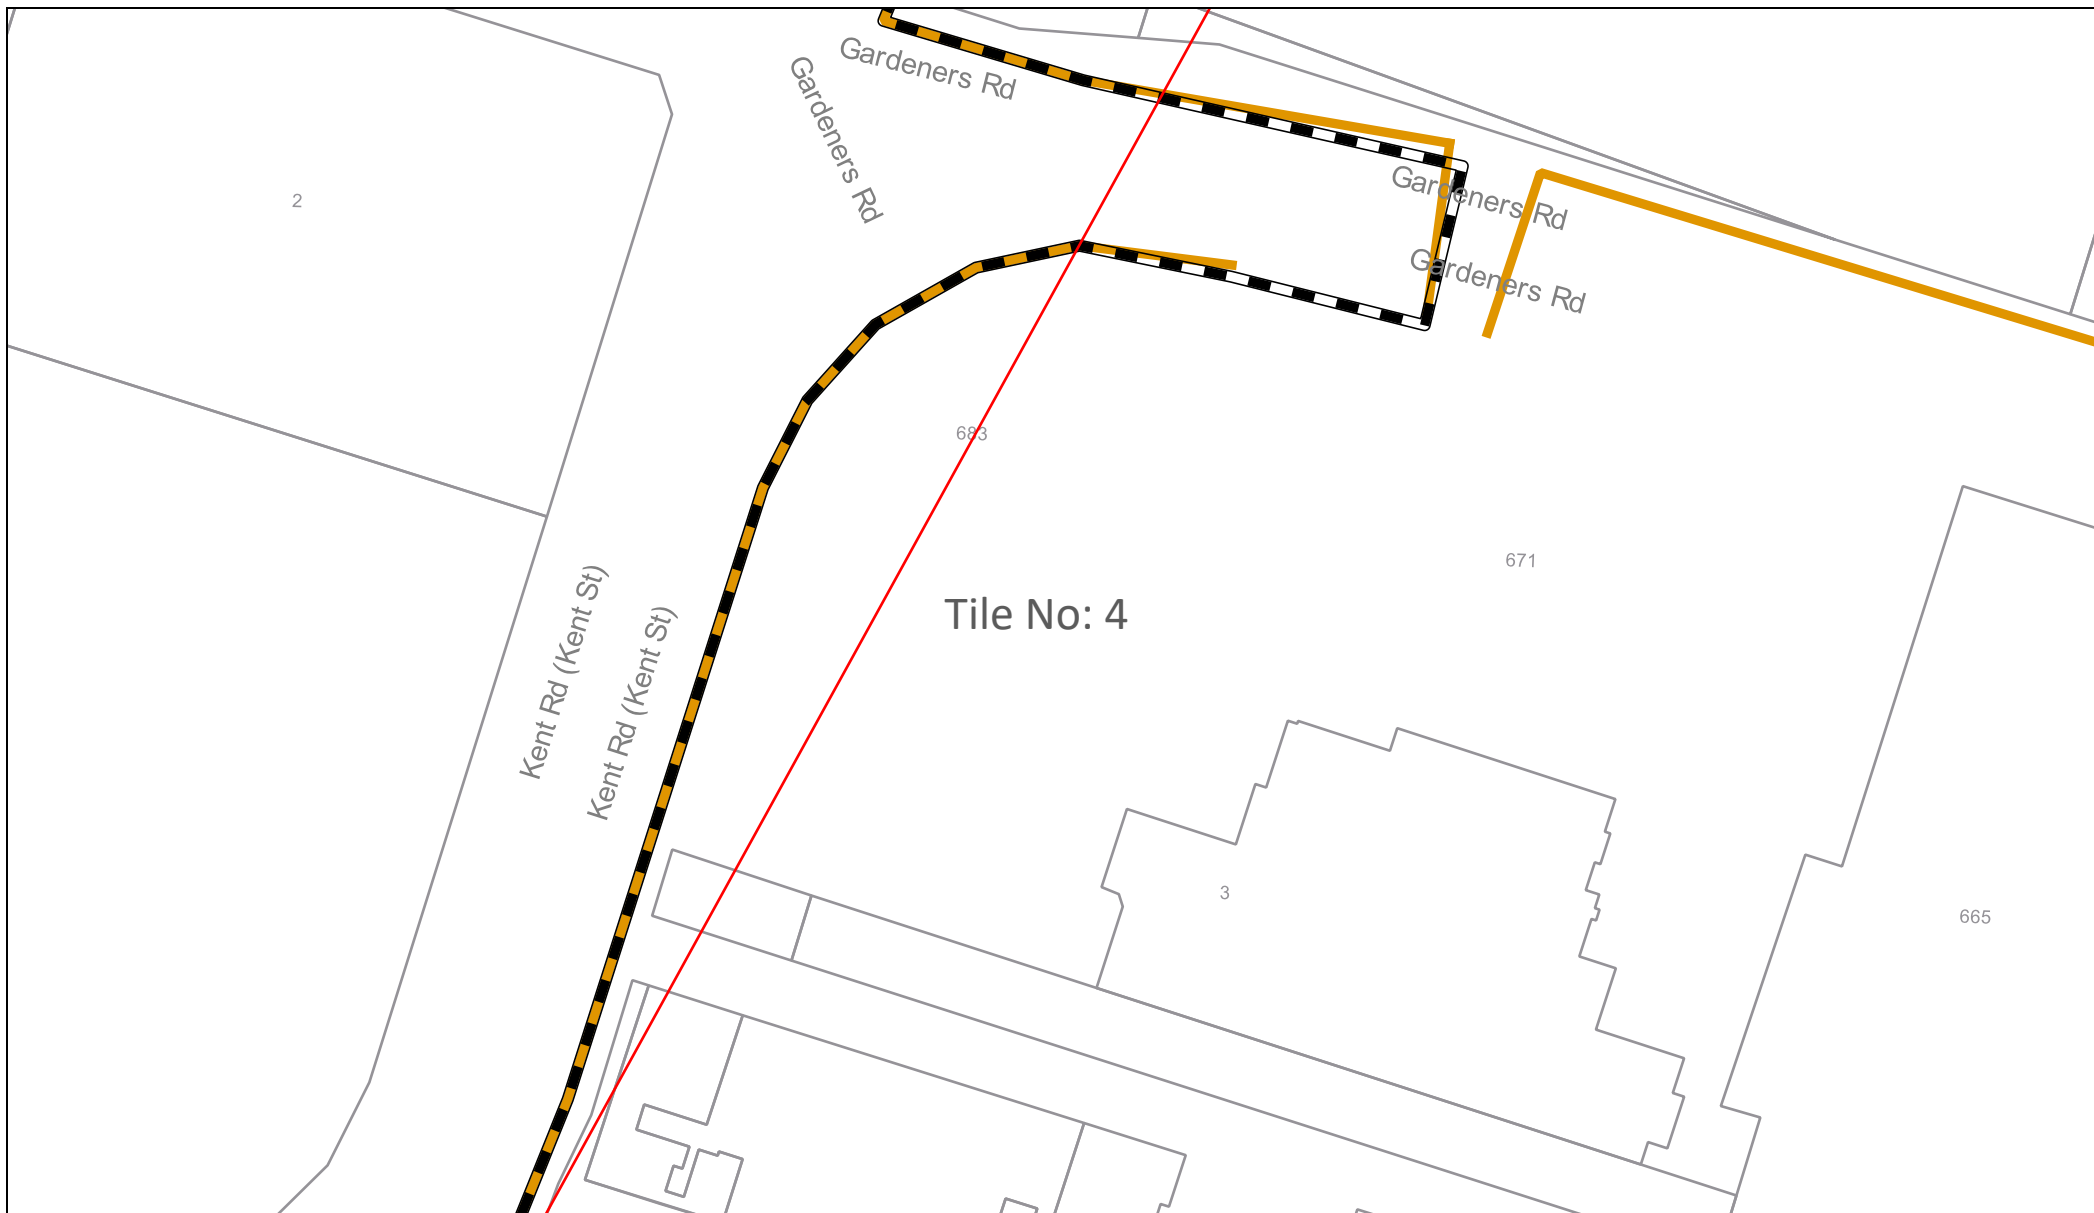 Gardeners Rd
Gardeners Rd
Gardeners Rd
Gardeners Rd
2
683
671
Kent Rd (Kent St)
Kent Rd (Kent St)
Tile No: 4
3
665